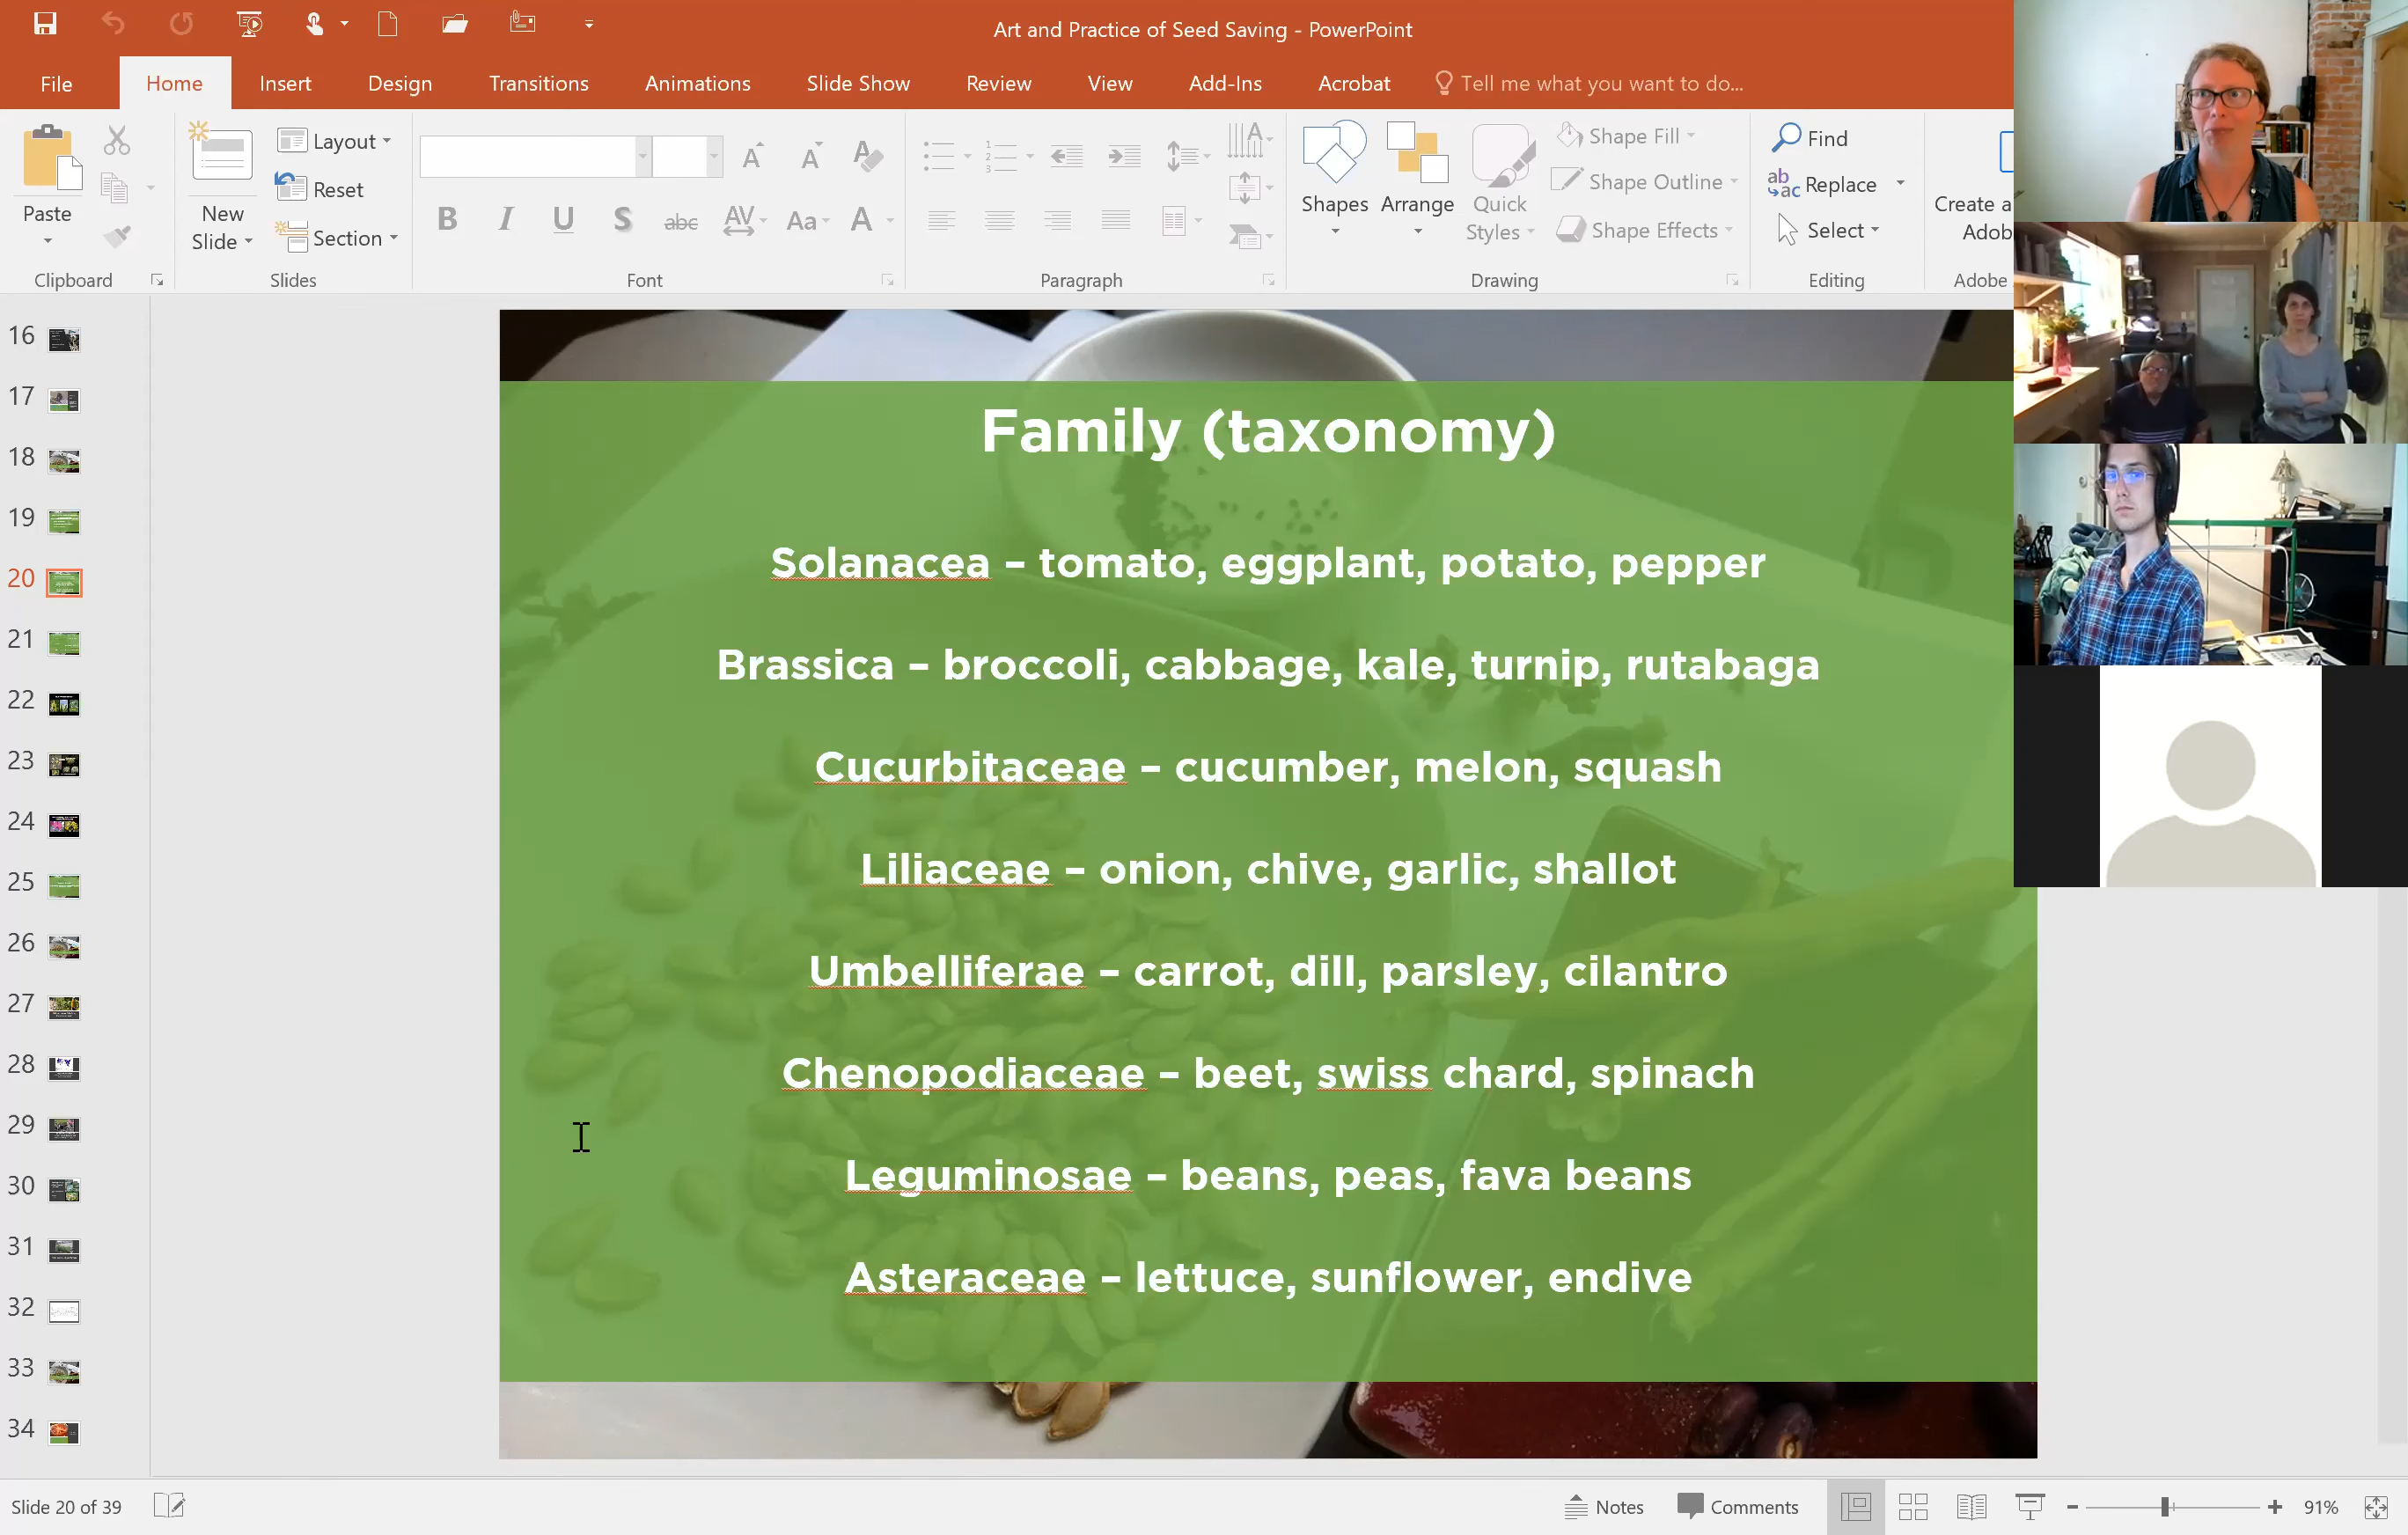 Art and Practice of Seed Saving - PowerPoint
File Home Insert Design Transitions Animations Slide Show Review View Add-Ins Acrobat Tell me what you want to do...
Paste
Clipboard
New Slide
Layout
Reset
Section
Slides
B I U S abc AV Aa A
Font
Paragraph
Shapes
Arrange
Quick Styles
Shape Fill
Shape Outline
Shape Effects
Drawing
Find
Replace
Select
Editing
Create a
Adob
Adobe
16
17
18
19
20
21
22
23
24
25
26
27
28
29
30
31
32
33
34
Family (taxonomy)
Solanacea – tomato, eggplant, potato, pepper
Brassica – broccoli, cabbage, kale, turnip, rutabaga
Cucurbitaceae – cucumber, melon, squash
Liliaceae – onion, chive, garlic, shallot
Umbelliferae – carrot, dill, parsley, cilantro
Chenopodiaceae – beet, swiss chard, spinach
Leguminosae – beans, peas, fava beans
Asteraceae – lettuce, sunflower, endive
Slide 20 of 39
Notes Comments 91%